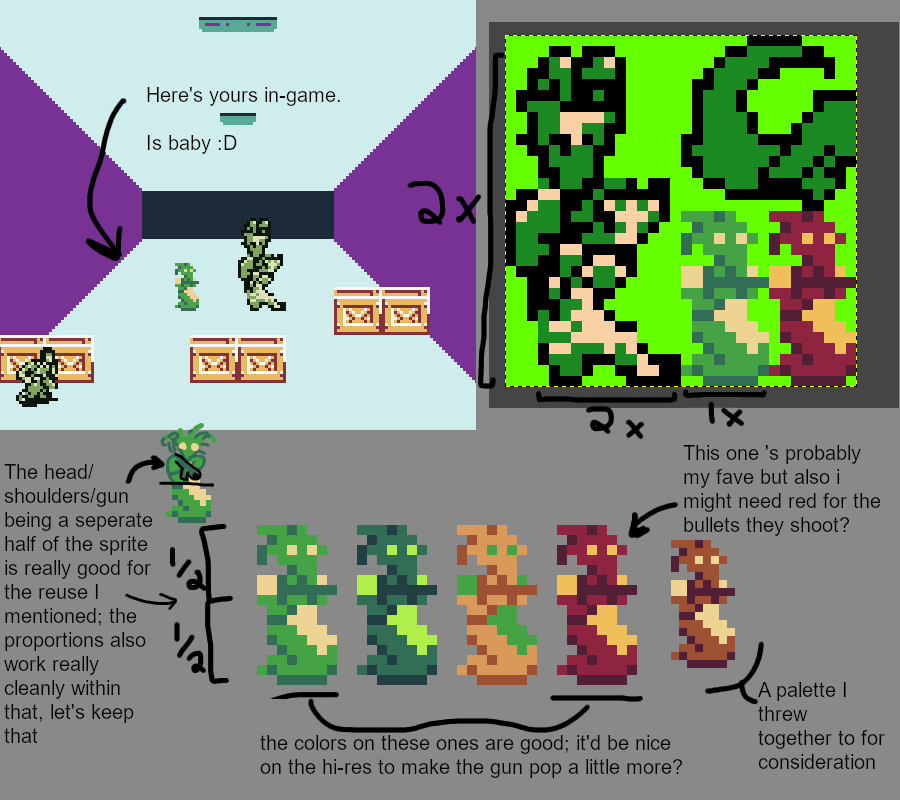 Here's yours in-game.
Is baby :D
2x
2x
1x
This one 's probably
my fave but also i
might need red for the
bullets they shoot?
The head/
shoulders/gun
being a seperate
half of the sprite
is really good for
the reuse I
mentioned; the
proportions also
work really
cleanly within
that, let's keep
that
1/2
1/2
A palette I
threw
together to for
consideration
the colors on these ones are good; it'd be nice
on the hi-res to make the gun pop a little more?